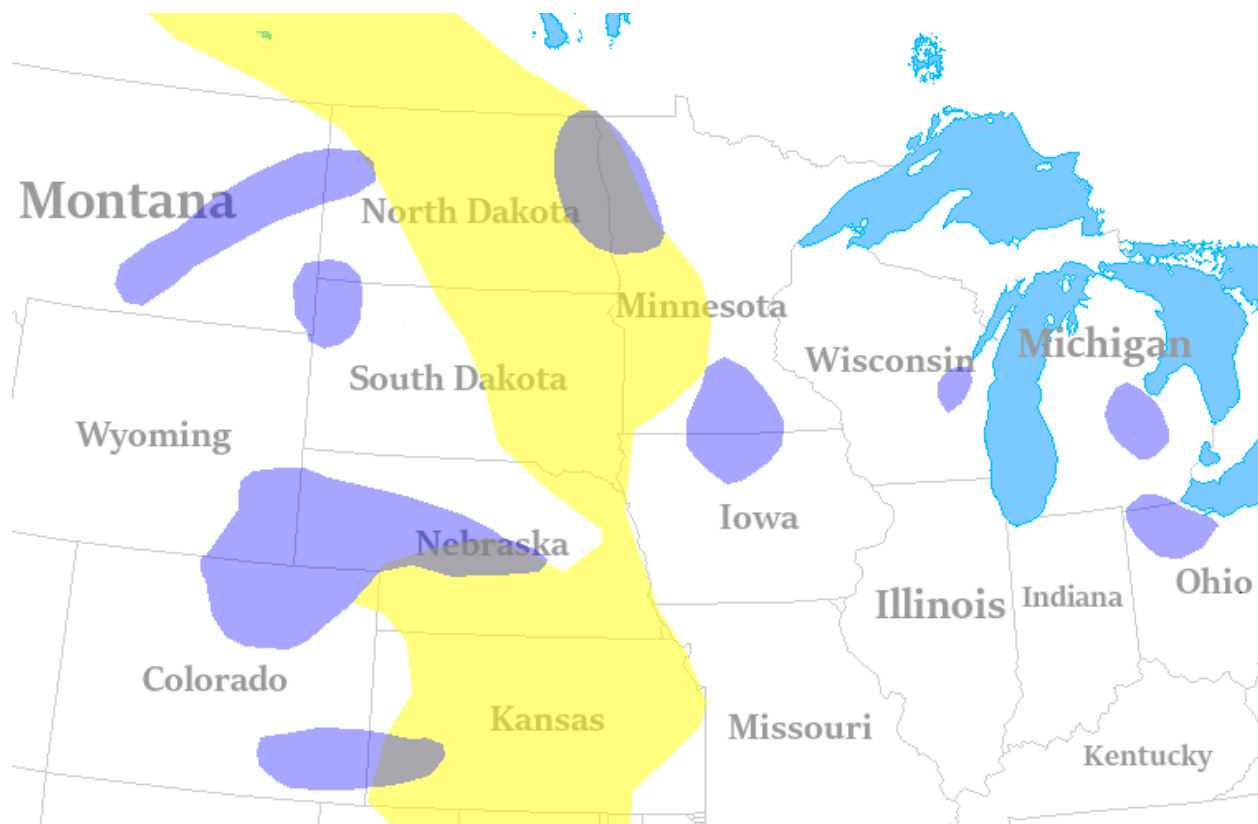 Montana
North Dakota
Minnesota
Wisconsin
Michigan
South Dakota
Wyoming
Iowa
Nebraska
Ohio
Illinois
Indiana
Colorado
Kansas
Missouri
Kentucky